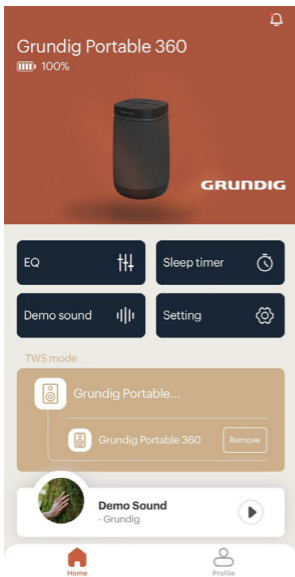 Grundig Portable 360
100%
GRUNDIG
EQ
Sleep timer
Demo sound
Setting
TWS mode
Grundig Portable...
Grundig Portable 360
Remove
Demo Sound
- Grundig
Home
Profile